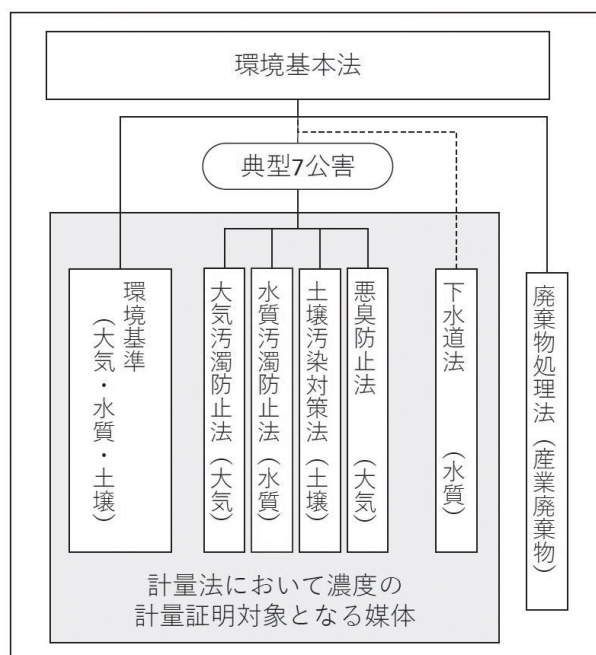 環境基本法
典型7公害
環境基準
(大気・水質・土壌)
大気汚濁防止法 (大気)
水質汚濁防止法 (水質)
土壌汚染対策法 (土壌)
悪臭防止法 (大気)
下水道法 (水質)
廃棄物処理法 (産業廃棄物)
計量法において濃度の
計量証明対象となる媒体